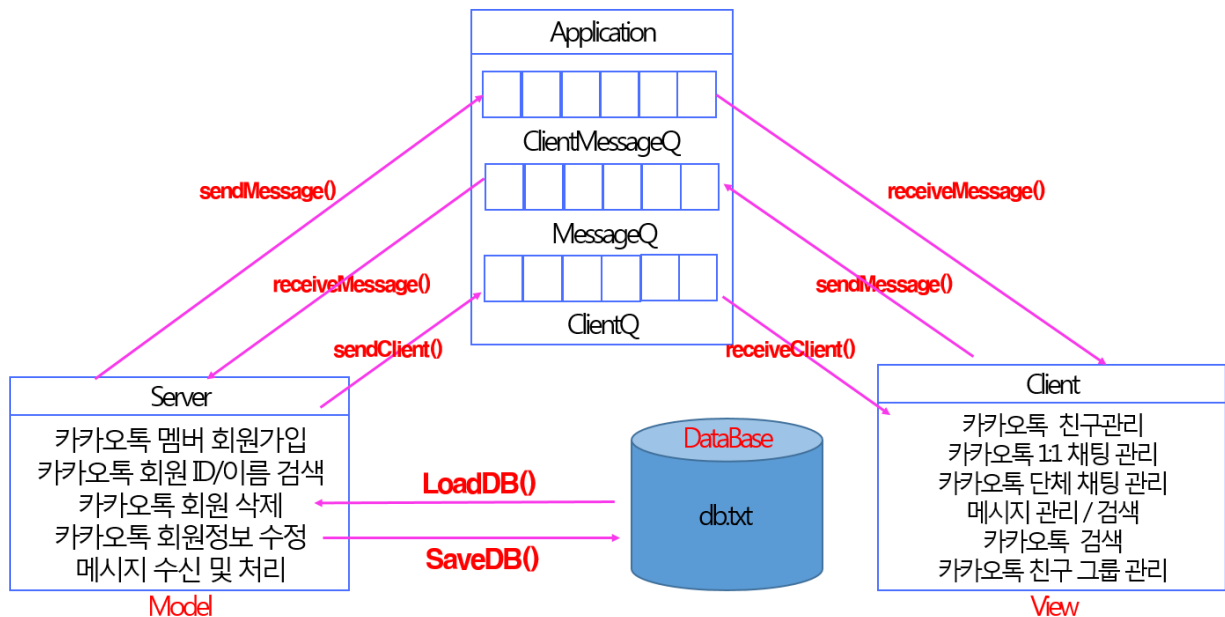 Application
ClientMessageQ
sendMessage()
receiveMessage()
MessageQ
receiveMessage()
sendMessage()
ClientQ
sendClient()
receiveClient()
Server
카카오톡 멤버 회원가입
카카오톡 회원 ID/이름 검색
카카오톡 회원 삭제
카카오톡 회원정보 수정
메시지 수신 및 처리
Model
LoadDB()
SaveDB()
DataBase
db.txt
Client
카카오톡 친구관리
카카오톡 1:1 채팅 관리
카카오톡 단체 채팅 관리
메시지 관리 / 검색
카카오톡 검색
카카오톡 친구 그룹 관리
View